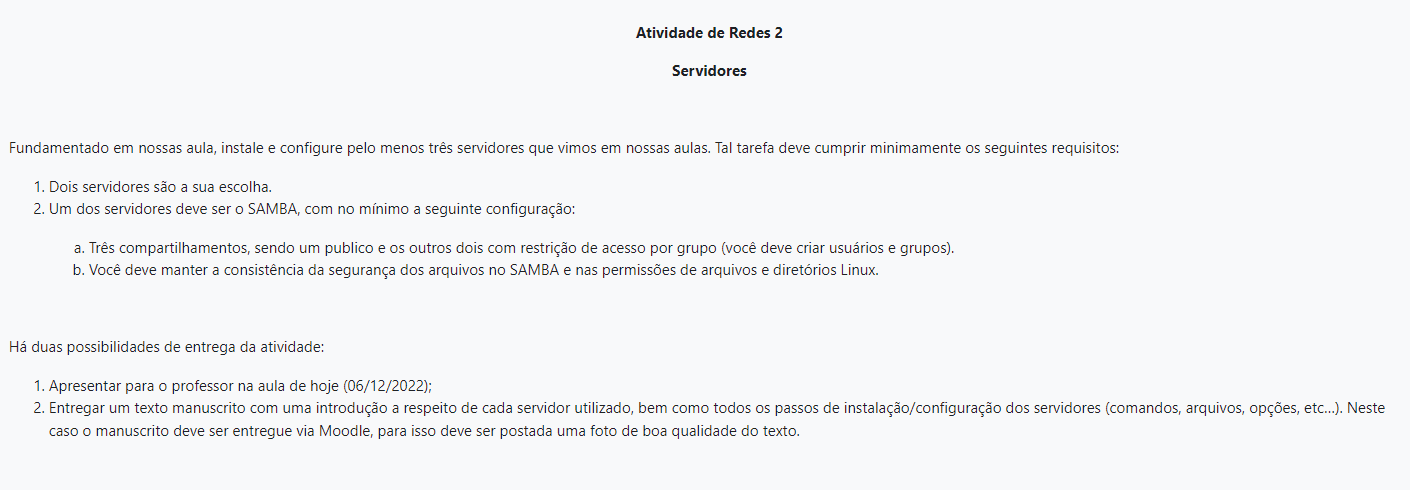 Atividade de Redes 2
Servidores
Fundamentado em nossas aula, instale e configure pelo menos três servidores que vimos em nossas aulas. Tal tarefa deve cumprir minimamente os seguintes requisitos:
1. Dois servidores são a sua escolha.
2. Um dos servidores deve ser o SAMBA, com no mínimo a seguinte configuração:
a. Três compartilhamentos, sendo um publico e os outros dois com restrição de acesso por grupo (você deve criar usuários e grupos).
b. Você deve manter a consistência da segurança dos arquivos no SAMBA e nas permissões de arquivos e diretórios Linux.
Há duas possibilidades de entrega da atividade:
1. Apresentar para o professor na aula de hoje (06/12/2022);
2. Entregar um texto manuscrito com uma introdução a respeito de cada servidor utilizado, bem como todos os passos de instalação/configuração dos servidores (comandos, arquivos, opções, etc...). Neste
caso o manuscrito deve ser entregue via Moodle, para isso deve ser postada uma foto de boa qualidade do texto.